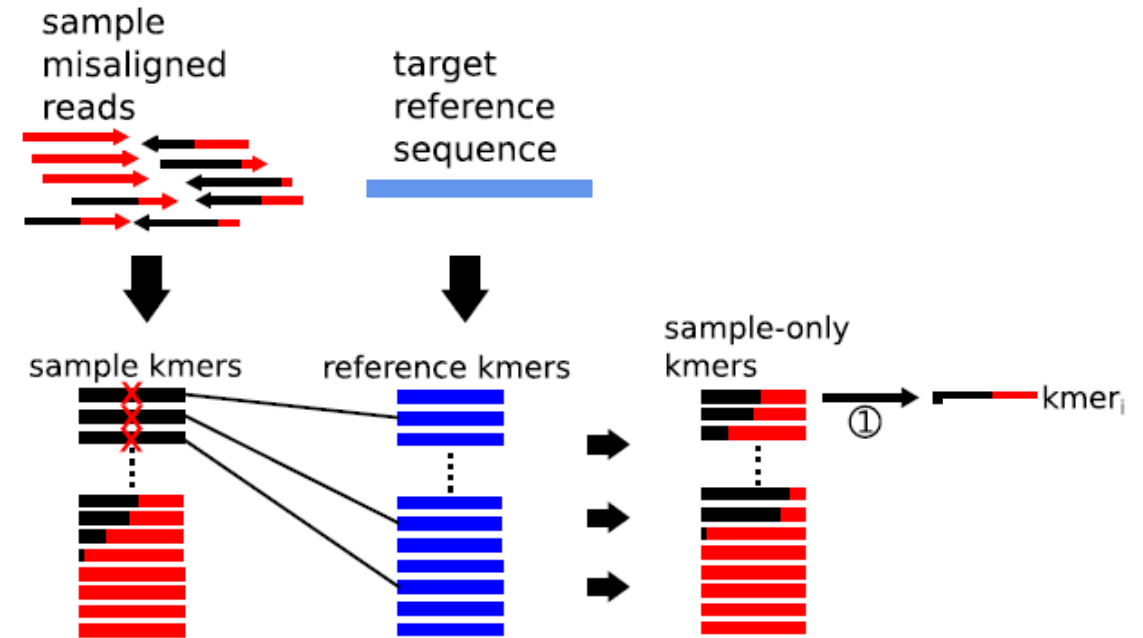 sample
misaligned
reads
target
reference
sequence
sample kmers
reference kmers
sample-only
kmers
①
kmerᵢ